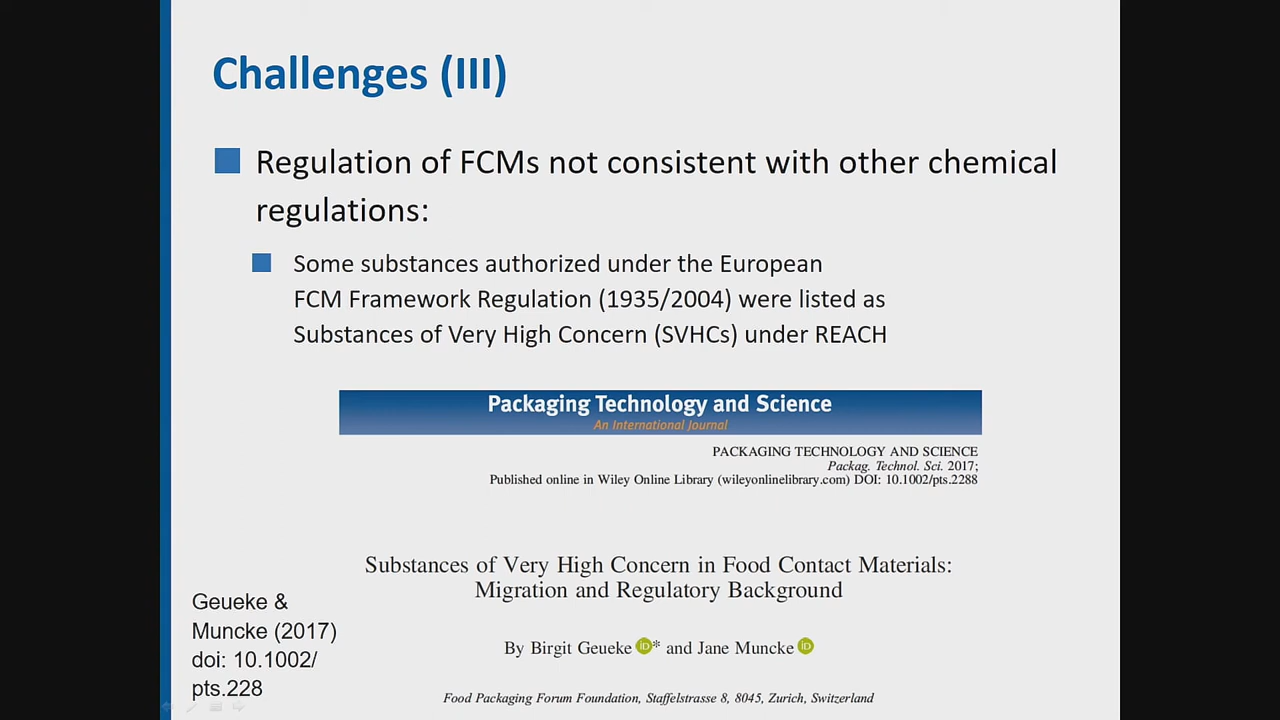 Challenges (III)
Regulation of FCMs not consistent with other chemical
regulations:
Some substances authorized under the European
FCM Framework Regulation (1935/2004) were listed as
Substances of Very High Concern (SVHCs) under REACH
Packaging Technology and Science
An International Journal
PACKAGING TECHNOLOGY AND SCIENCE
Packag. Technol. Sci. 2017;
Published online in Wiley Online Library (wileyonlinelibrary.com) DOI: 10.1002/pts.2288
Substances of Very High Concern in Food Contact Materials:
Migration and Regulatory Background
By Birgit Geueke iD* and Jane Muncke iD
Food Packaging Forum Foundation, Staffelstrasse 8, 8045, Zurich, Switzerland
Geueke &
Muncke (2017)
doi: 10.1002/
pts.228